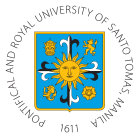 PONTIFICAL AND ROYAL UNIVERSITY OF SANTO TOMAS, MANILA
1611